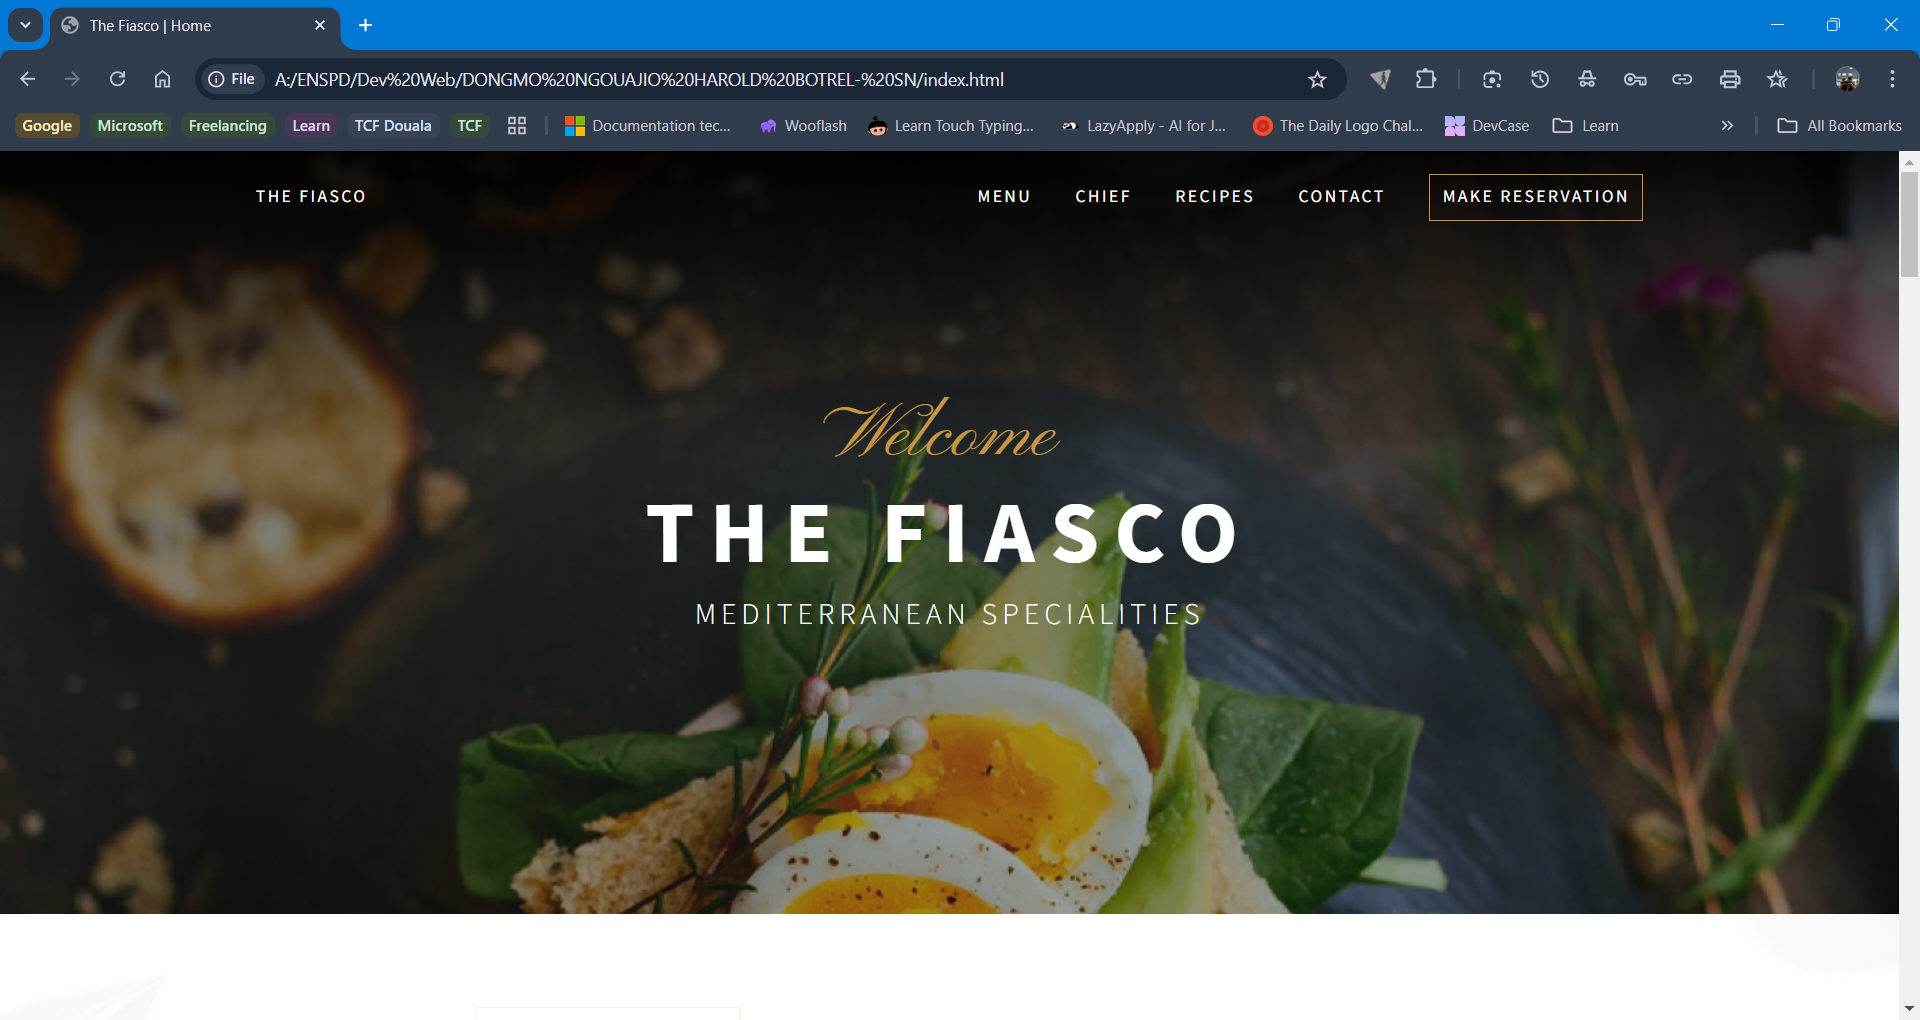 The Fiasco | Home
File
A:/ENSPD/Dev%20Web/DONGMO%20NGOUAJIO%20HAROLD%20BOTREL-%20SN/index.html
Google Microsoft Freelancing Learn TCF Douala TCF Documentation tec... Wooflash Learn Touch Typing... LazyApply - AI for J... The Daily Logo Chal... DevCase Learn » All Bookmarks
THE FIASCO MENU CHIEF RECIPES CONTACT MAKE RESERVATION
Welcome
THE FIASCO
MEDITERRANEAN SPECIALITIES